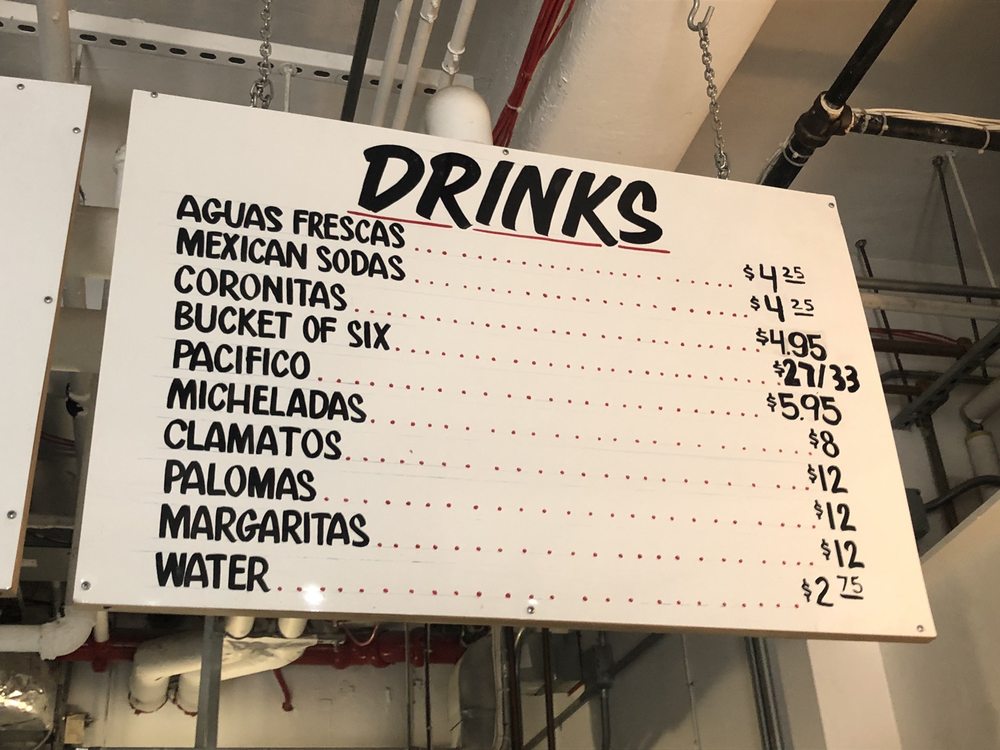 DRINKS
AGUAS FRESCAS $4 25
MEXICAN SODAS $4 25
CORONITAS $4.95
BUCKET OF SIX $27/33
PACIFICO $5.95
MICHELADAS $8
CLAMATOS $12
PALOMAS $12
MARGARITAS $12
WATER $2 75